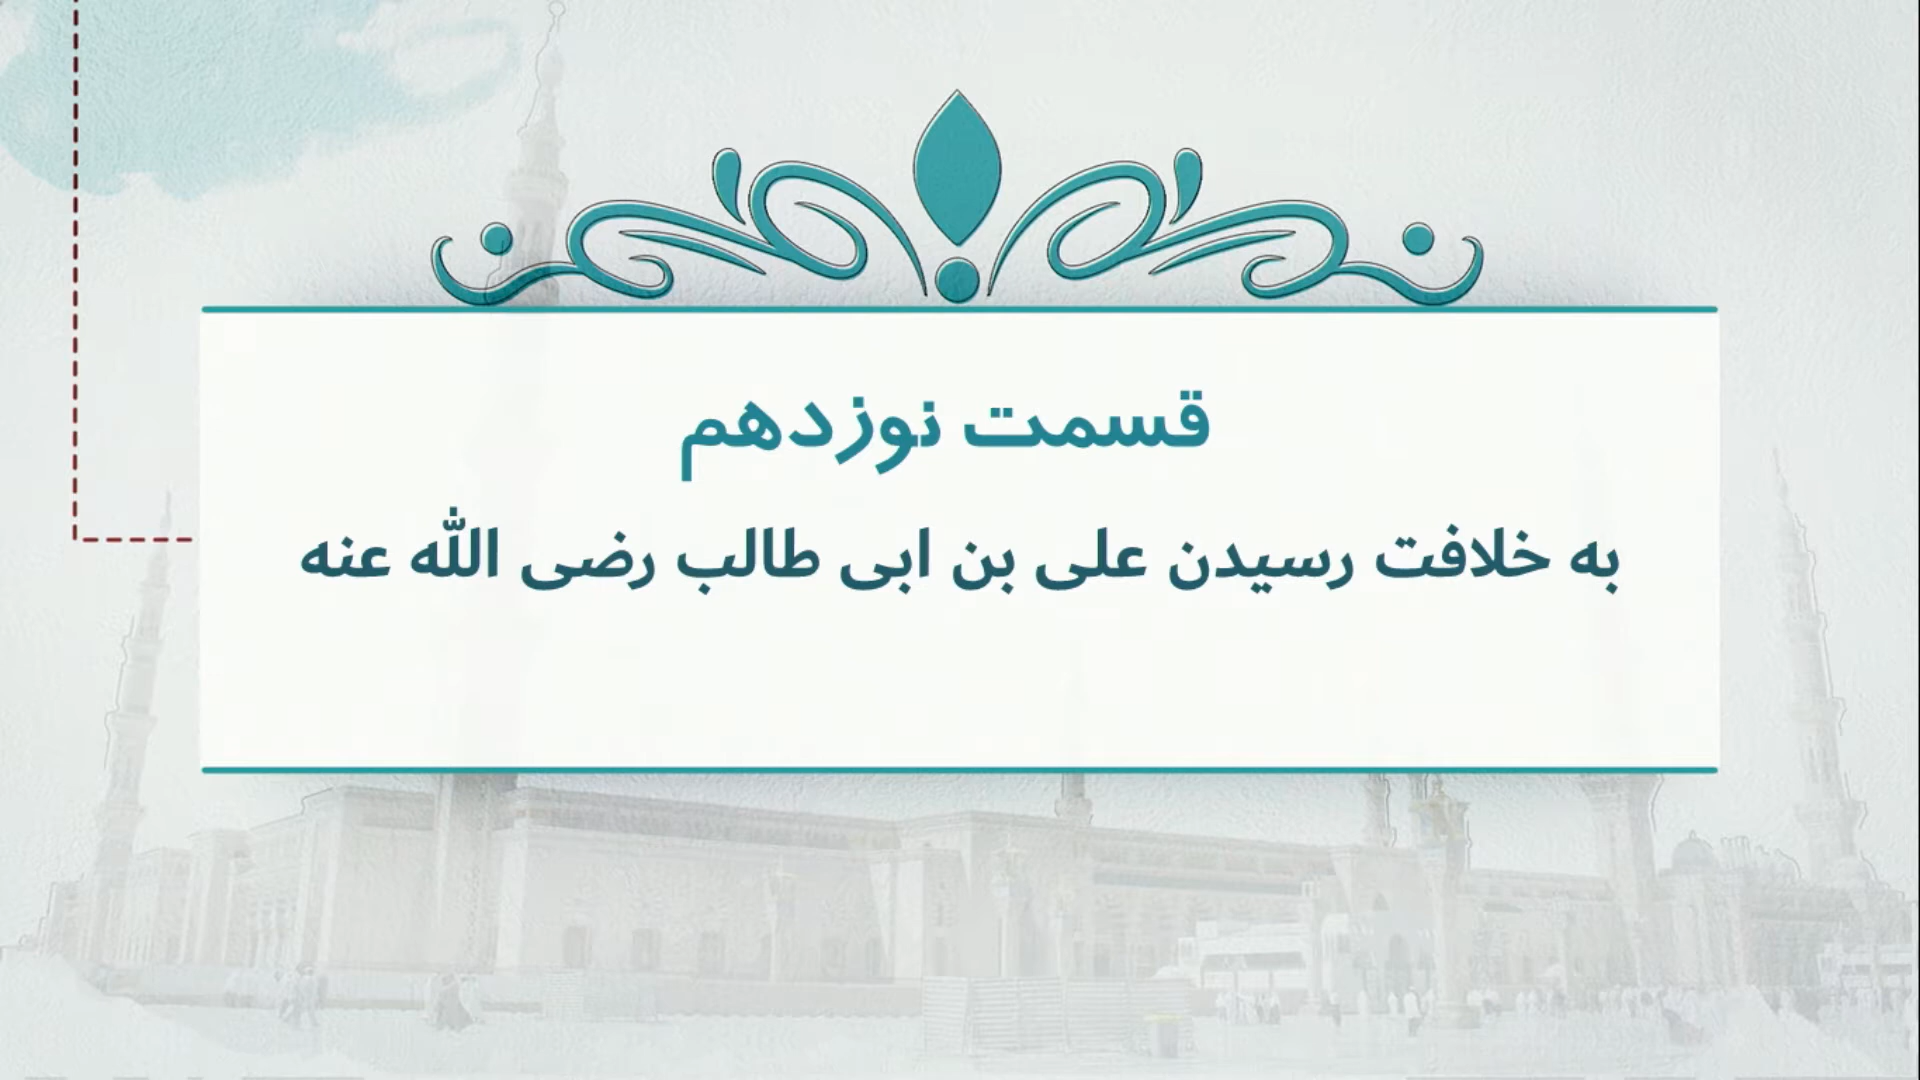 قسمت نوزدهم
به خلافت رسیدن علی بن ابی طالب رضی الله عنه